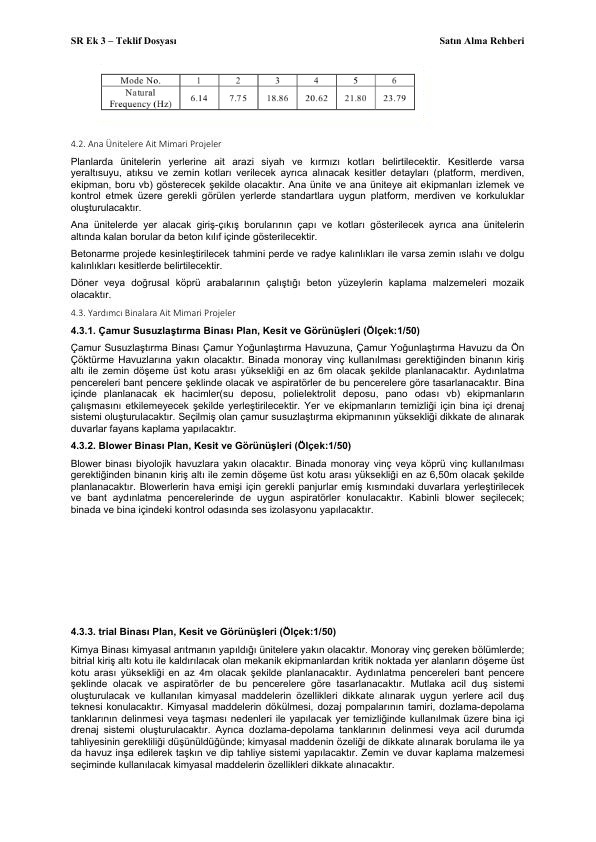 SR Ek 3 – Teklif Dosyası Satın Alma Rehberi
Mode No. 1 2 3 4 5 6
Natural
Frequency (Hz) 6.14 7.75 18.86 20.62 21.80 23.79
4.2. Ana Ünitelere Ait Mimari Projeler
Planlarda ünitelerin yerlerine ait arazi siyah ve kırmızı kotları belirtilecektir. Kesitlerde varsa
yeraltısuyu, atıksu ve zemin kotları verilecek ayrıca alınacak kesitler detayları (platform, merdiven,
ekipman, boru vb) gösterecek şekilde olacaktır. Ana ünite ve ana üniteye ait ekipmanları izlemek ve
kontrol etmek üzere gerekli görülen yerlerde standartlara uygun platform, merdiven ve korkuluklar
oluşturulacaktır.
Ana ünitelerde yer alacak giriş-çıkış borularının çapı ve kotları gösterilecek ayrıca ana ünitelerin
altında kalan borular da beton kılıf içinde gösterilecektir.
Betonarme projede kesinleştirilecek tahmini perde ve radye kalınlıkları ile varsa zemin ıslahı ve dolgu
kalınlıkları kesitlerde belirtilecektir.
Döner veya doğrusal köprü arabalarının çalıştığı beton yüzeylerin kaplama malzemeleri mozaik
olacaktır.
4.3. Yardımcı Binalara Ait Mimari Projeler
4.3.1. Çamur Susuzlaştırma Binası Plan, Kesit ve Görünüşleri (Ölçek:1/50)
Çamur Susuzlaştırma Binası Çamur Yoğunlaştırma Havuzuna, Çamur Yoğunlaştırma Havuzu da Ön
Çöktürme Havuzlarına yakın olacaktır. Binada monoray vinç kullanılması gerektiğinden binanın kiriş
altı ile zemin döşeme üst kotu arası yüksekliği en az 6m olacak şekilde planlanacaktır. Aydınlatma
pencereleri bant pencere şeklinde olacak ve aspiratörler de bu pencerelere göre tasarlanacaktır. Bina
içinde planlanacak ek hacimler(su deposu, polielektrolit deposu, pano odası vb) ekipmanların
çalışmasını etkilemeyecek şekilde yerleştirilecektir. Yer ve ekipmanların temizliği için bina içi drenaj
sistemi oluşturulacaktır. Seçilmiş olan çamur susuzlaştırma ekipmanının yüksekliği dikkate de alınarak
duvarlar fayans kaplama yapılacaktır.
4.3.2. Blower Binası Plan, Kesit ve Görünüşleri (Ölçek:1/50)
Blower binası biyolojik havuzlara yakın olacaktır. Binada monoray vinç veya köprü vinç kullanılması
gerektiğinden binanın kiriş altı ile zemin döşeme üst kotu arası yüksekliği en az 6,50m olacak şekilde
planlanacaktır. Blowerlerin hava emişi için gerekli panjurlar emiş kısmındaki duvarlara yerleştirilecek
ve bant aydınlatma pencerelerinde de uygun aspiratörler konulacaktır. Kabinli blower seçilecek;
binada ve bina içindeki kontrol odasında ses izolasyonu yapılacaktır.
4.3.3. trial Binası Plan, Kesit ve Görünüşleri (Ölçek:1/50)
Kimya Binası kimyasal arıtmanın yapıldığı ünitelere yakın olacaktır. Monoray vinç gereken bölümlerde;
bitrial kiriş altı kotu ile kaldırılacak olan mekanik ekipmanlardan kritik noktada yer alanların döşeme üst
kotu arası yüksekliği en az 4m olacak şekilde planlanacaktır. Aydınlatma pencereleri bant pencere
şeklinde olacak ve aspiratörler de bu pencerelere göre tasarlanacaktır. Mutlaka acil duş sistemi
oluşturulacak ve kullanılan kimyasal maddelerin özellikleri dikkate alınarak uygun yerlere acil duş
teknesi konulacaktır. Kimyasal maddelerin dökülmesi, dozaj pompalarının tamiri, dozlama-depolama
tanklarının delinmesi veya taşması nedenleri ile yapılacak yer temizliğinde kullanılmak üzere bina içi
drenaj sistemi oluşturulacaktır. Ayrıca dozlama-depolama tanklarının delinmesi veya acil durumda
tahliyesinin gerekliliği düşünüldüğünde; kimyasal maddenin özeliği de dikkate alınarak borulama ile ya
da havuz inşa edilerek taşkın ve dip tahliye sistemi yapılacaktır. Zemin ve duvar kaplama malzemesi
seçiminde kullanılacak kimyasal maddelerin özellikleri dikkate alınacaktır.